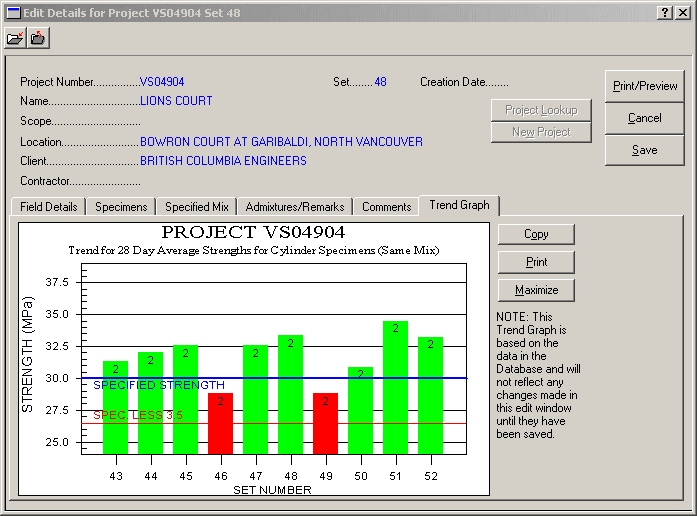 Edit Details for Project VS04904 Set 48
Project Number...............VS04904 Set........48 Creation Date........
Name...........................LIONS COURT
Scope...........................
Location.......................BOWRON COURT AT GARIBALDI, NORTH VANCOUVER
Client...........................BRITISH COLUMBIA ENGINEERS
Contractor........................
Project Lookup
New Project
Print/Preview
Cancel
Save
Field Details Specimens Specified Mix Admixtures/Remarks Comments Trend Graph
PROJECT VS04904
Trend for 28 Day Average Strengths for Cylinder Specimens (Same Mix)
STRENGTH (MPa)
37.5
35.0
32.5
30.0
27.5
25.0
2 2 2 2 2 2 2 2 2 2
SPECIFIED STRENGTH
SPEC. LESS 3.5
43 44 45 46 47 48 49 50 51 52
SET NUMBER
Copy
Print
Maximize
NOTE: This
Trend Graph is
based on the
data in the
Database and will
not reflect any
changes made in
this edit window
until they have
been saved.